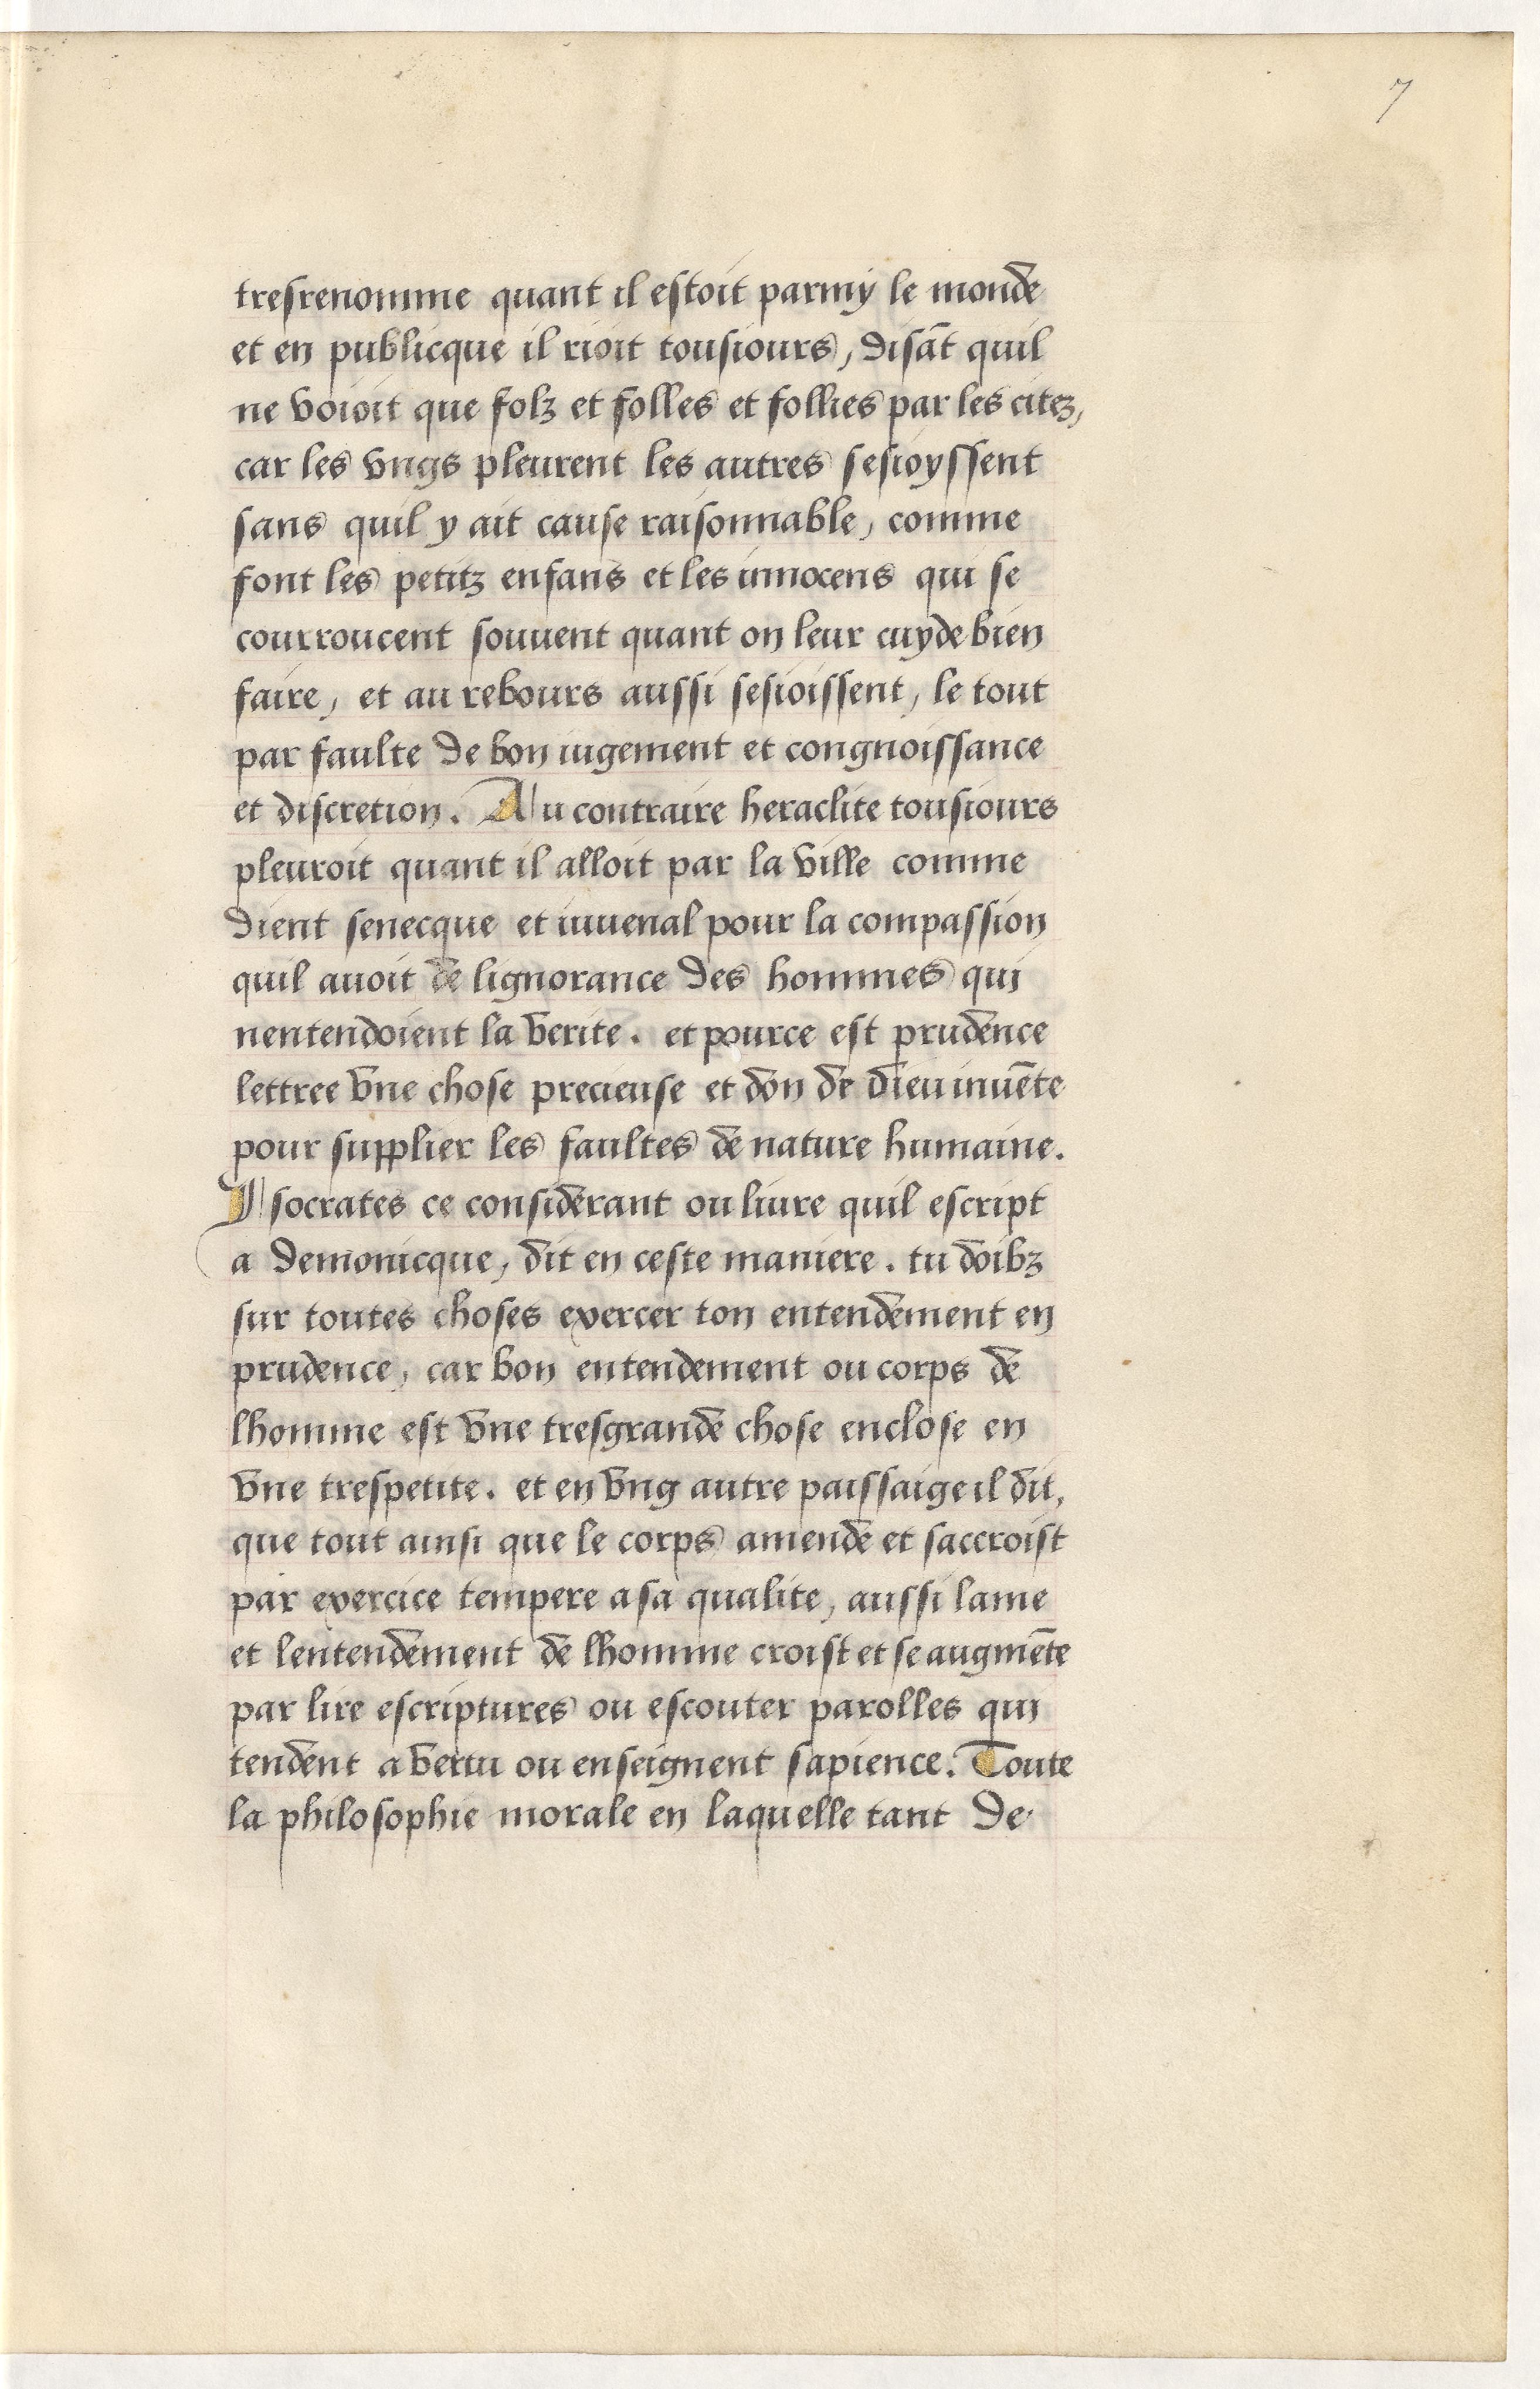 7
tresrenomme quant il estoit parmy le monde
et en publicque il rioit tousiours, disãt quil
ne voioit que folz et folles et follies par les citez,
car les vngs pleurent les autres sesioyssent
sans quil y ait cause raisonnable, comme
font les petitz enfans et les innocens qui se
courroucent souuent quant on leur cuyde bien
faire, et au rebours aussi sesioissent, le tout
par faulte de bon iugement et congnoissance
et discretion. Au contraire heraclite tousiours
pleuroit quant il alloit par la ville comme
dient senecque et iuuenal pour la compassion
quil auoit de lignorance des hommes qui
nentendoient la verite. et pource est prudence
lettree vne chose precieuse et don de dieu inuẽte
pour supplier les faultes de nature humaine.
Isocrates ce considerant ou liure quil escript
a demonicque, dit en ceste maniere. tu doibz
sur toutes choses exercer ton entendement en
prudence, car bon entendement ou corps de
lhomme est vne tresgrande chose enclose en
vne trespetite. et en vng autre paissaige il dit,
que tout ainsi que le corps amende et saccroist
par exercice tempere a sa qualite, aussi lame
et lentendement de lhomme croist et se augmẽte
par lire escriptures ou escouter parolles qui
tendent a vertu ou enseignent sapience. Toute
la philosophie morale en laquelle tant de